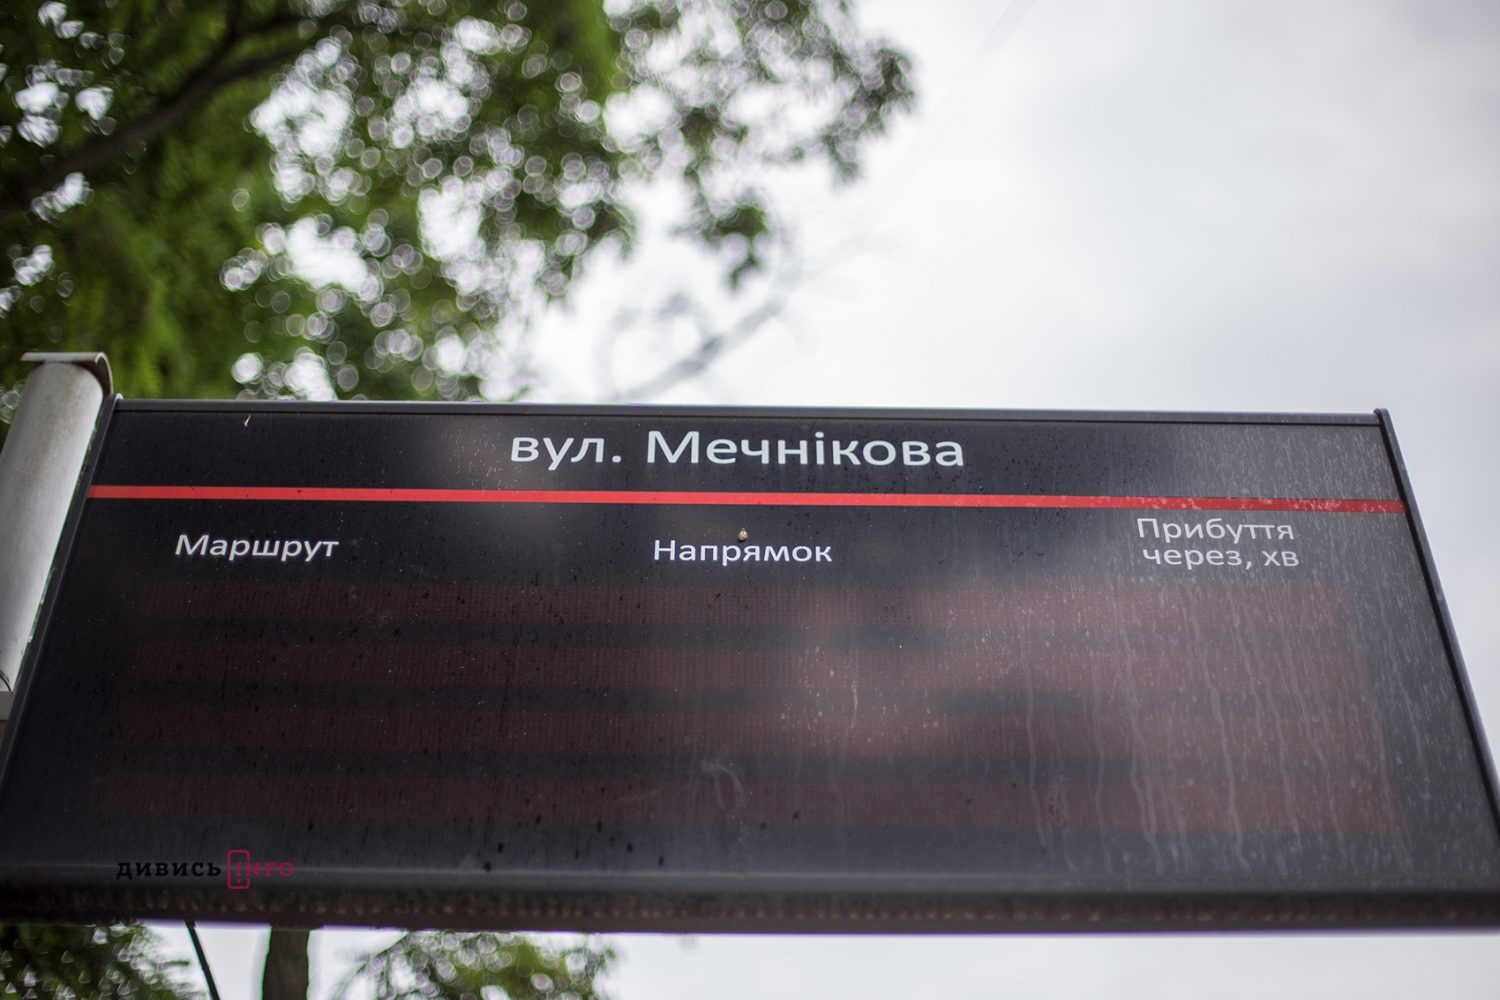 вул. Мечнікова
Маршрут
Напрямок
Прибуття
через, хв
дивись INFO